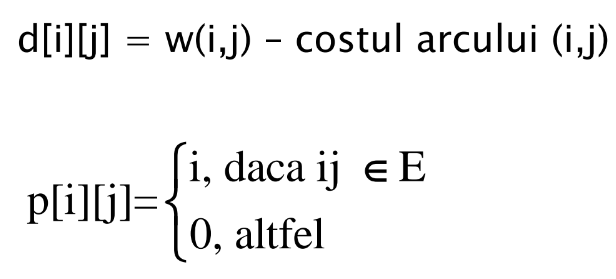 d[i][j] = w(i,j) – costul arcului (i,j)
p[i][j]={i, daca ij ∈ E
0, altfel